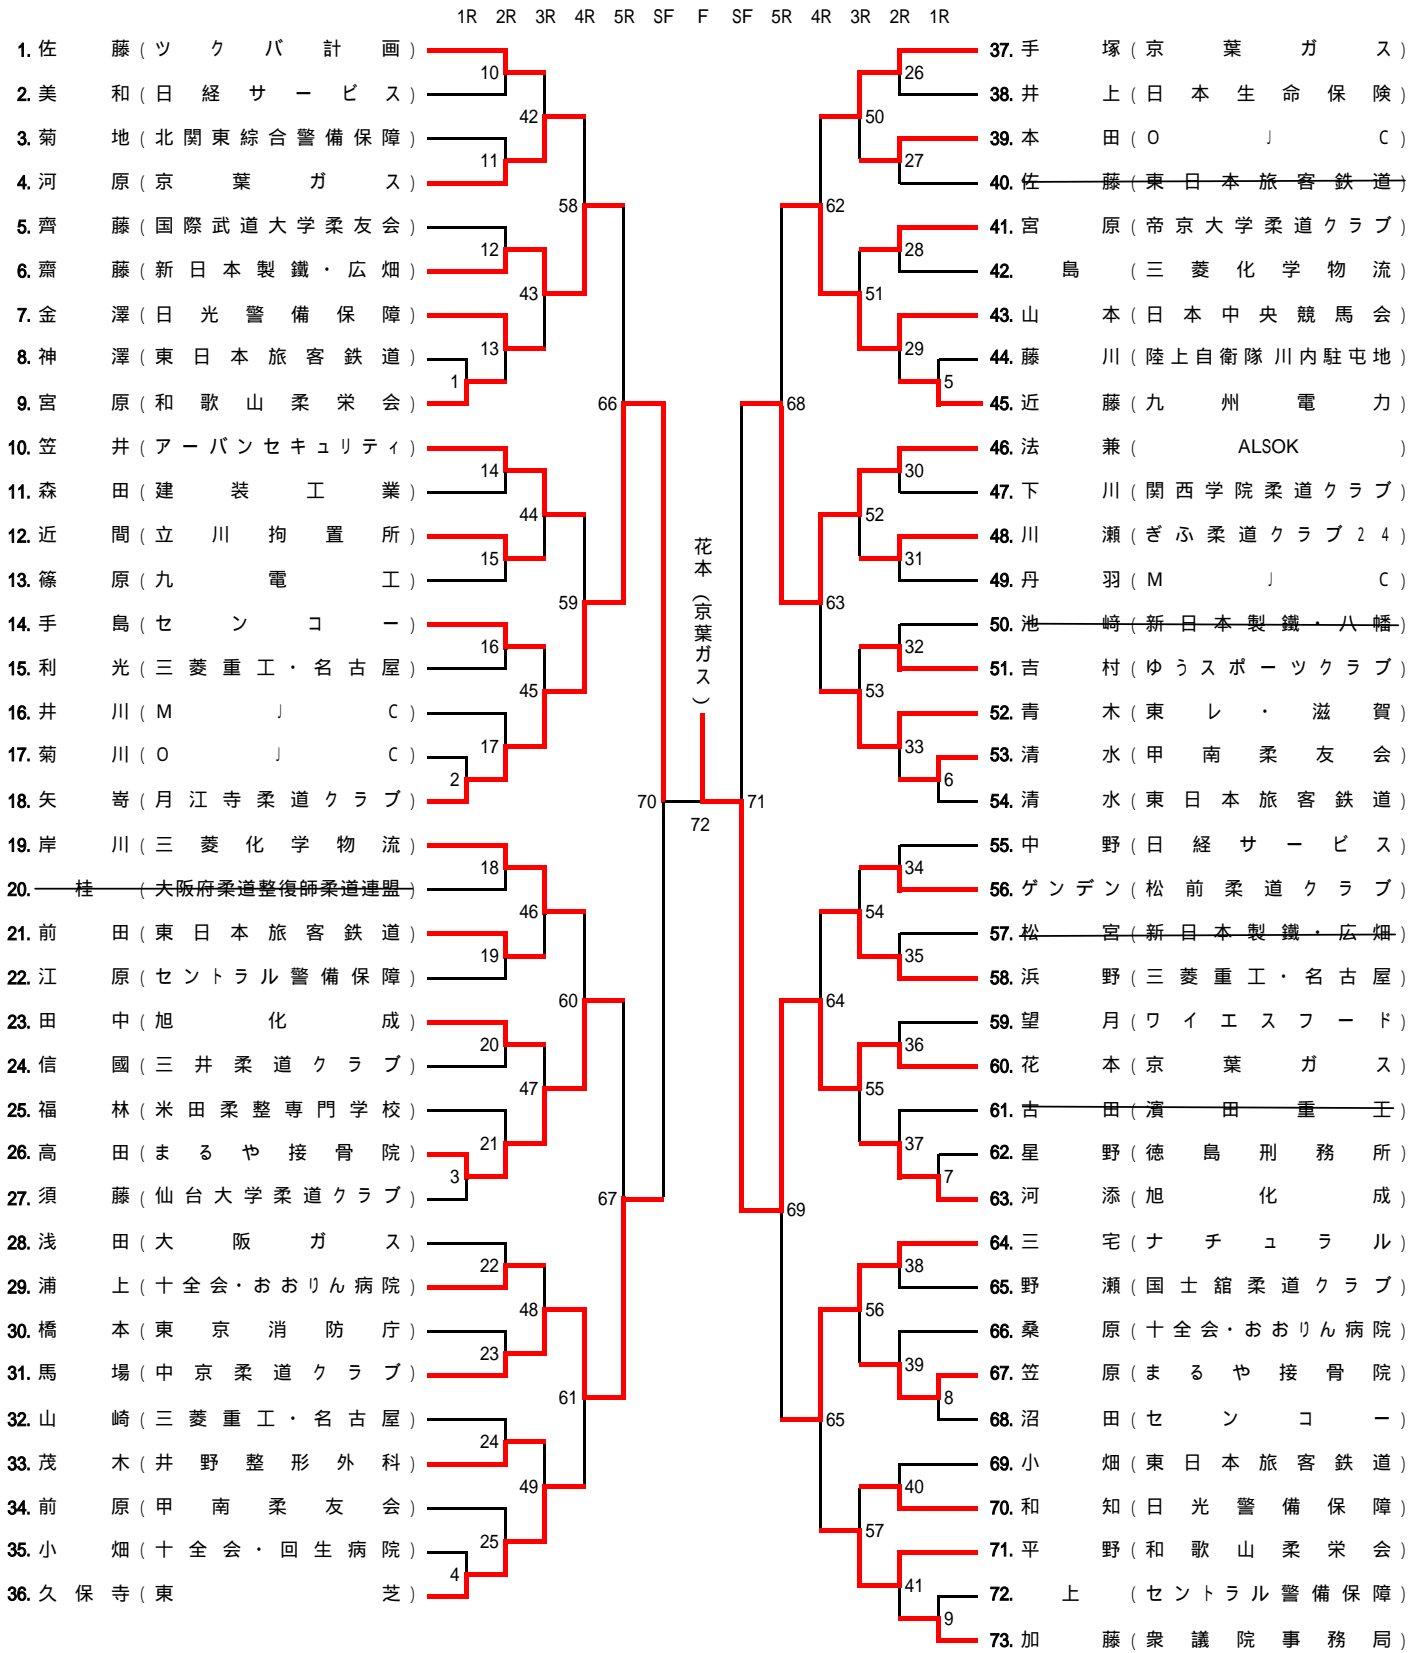 1R 2R 3R 4R 5R SF F SF 5R 4R 3R 2R 1R
1. 佐藤(ツクバ計画)
2. 美和(日経サービス)
3. 菊地(北関東綜合警備保障)
4. 河原(京葉ガス)
5. 齊藤(国際武道大学柔友会)
6. 齋藤(新日本製鐵・広畑)
7. 金澤(日光警備保障)
8. 神澤(東日本旅客鉄道)
9. 宮原(和歌山柔栄会)
10. 笠井(アーバンセキュリティ)
11. 森田(建装工業)
12. 近間(立川拘置所)
13. 篠原(九電工)
14. 手島(センコー)
15. 利光(三菱重工・名古屋)
16. 井川(MJC)
17. 菊川(OJC)
18. 矢嵜(月江寺柔道クラブ)
19. 岸川(三菱化学物流)
20. 桂(大阪府柔道整復師柔道連盟)
21. 前田(東日本旅客鉄道)
22. 江原(セントラル警備保障)
23. 田中(旭化成)
24. 信國(三井柔道クラブ)
25. 福林(米田柔整専門学校)
26. 高田(まるや接骨院)
27. 須藤(仙台大学柔道クラブ)
28. 浅田(大阪ガス)
29. 浦上(十全会・おおりん病院)
30. 橋本(東京消防庁)
31. 馬場(中京柔道クラブ)
32. 山崎(三菱重工・名古屋)
33. 茂木(井野整形外科)
34. 前原(甲南柔友会)
35. 小畑(十全会・回生病院)
36. 久保寺(東芝)
10
11
12
13
1
14
15
16
17
2
18
19
20
21
3
22
23
24
25
4
42
43
44
45
46
47
48
49
58
59
60
61
66
67
70
花本(京葉ガス)
72
71
68
69
62
63
64
65
50
51
52
53
54
55
56
57
26
27
28
29
5
30
31
32
33
6
34
35
36
37
7
38
39
8
40
41
9
37. 手塚(京葉ガス)
38. 井上(日本生命保険)
39. 本田(OJC)
40. 佐藤(東日本旅客鉄道)
41. 宮原(帝京大学柔道クラブ)
42. 島(三菱化学物流)
43. 山本(日本中央競馬会)
44. 藤川(陸上自衛隊川内駐屯地)
45. 近藤(九州電力)
46. 法兼(ALSOK)
47. 下川(関西学院柔道クラブ)
48. 川瀬(ぎふ柔道クラブ24)
49. 丹羽(MJC)
50. 池﨑(新日本製鐵・八幡)
51. 吉村(ゆうスポーツクラブ)
52. 青木(東レ・滋賀)
53. 清水(甲南柔友会)
54. 清水(東日本旅客鉄道)
55. 中野(日経サービス)
56. ゲンデン(松前柔道クラブ)
57. 松宮(新日本製鐵・広畑)
58. 浜野(三菱重工・名古屋)
59. 望月(ワイエスフード)
60. 花本(京葉ガス)
61. 古田(濱田重工)
62. 星野(徳島刑務所)
63. 河添(旭化成)
64. 三宅(ナチュラル)
65. 野瀬(国士舘柔道クラブ)
66. 桑原(十全会・おおりん病院)
67. 笠原(まるや接骨院)
68. 沼田(センコー)
69. 小畑(東日本旅客鉄道)
70. 和知(日光警備保障)
71. 平野(和歌山柔栄会)
72. 上(セントラル警備保障)
73. 加藤(衆議院事務局)